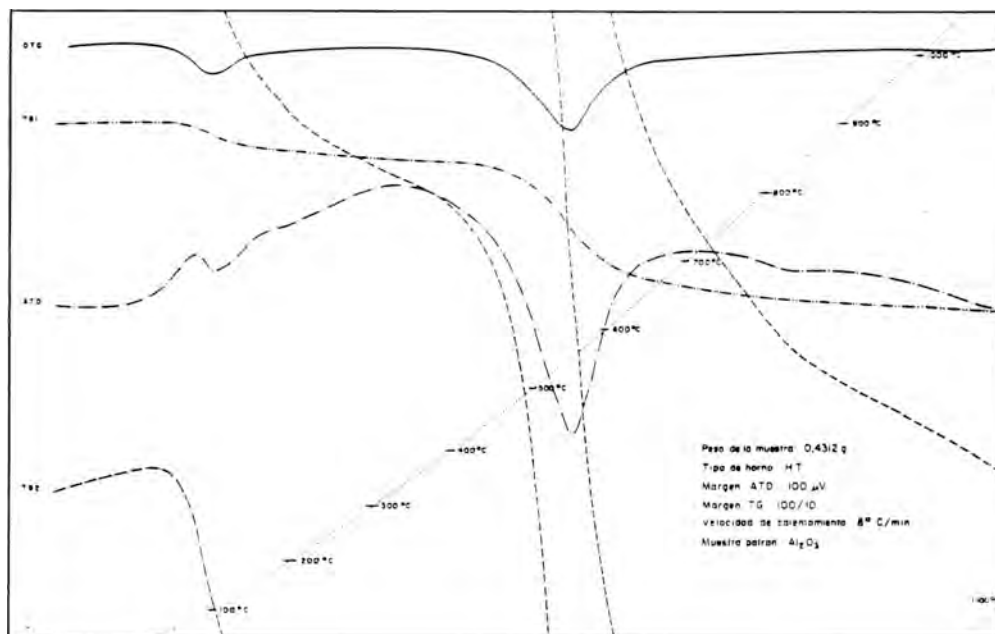 DTG
1000°C
TG1
900°C
800°C
700°C
ATD
600°C
500°C
400°C
Peso de la muestra: 0,4312 g
Tipo de horno: HT
TG2
Margen ATD: 100 µV
300°C
Margen TG: 100/10
Velocidad de calentamiento: 8° C/min
Muestra patron: Al₂O₃
200°C
100°C